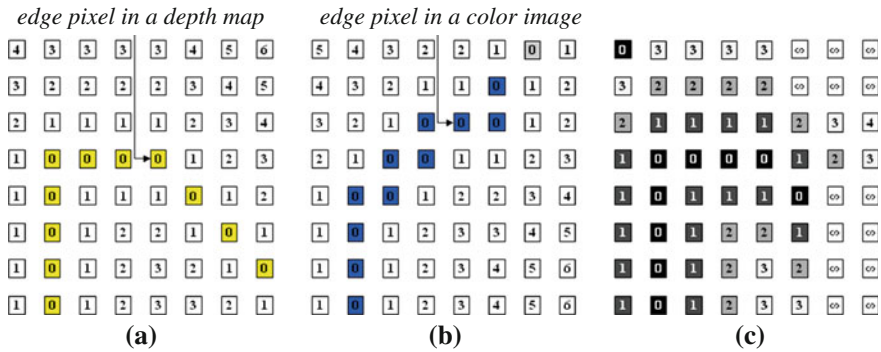 edge pixel in a depth map edge pixel in a color image
4 3 3 3 3 4 5 6 5 4 3 2 2 1 0 1 0 3 3 3 3 ∞ ∞ ∞
3 2 2 2 2 3 4 5 4 3 2 1 1 0 1 2 3 2 2 2 2 ∞ ∞ ∞
2 1 1 1 1 2 3 4 3 2 1 0 0 0 1 2 2 1 1 1 1 2 3 4
1 0 0 0 0 1 2 3 2 1 0 0 1 1 2 3 1 0 0 0 0 1 2 3
1 0 1 1 1 0 1 2 1 0 0 1 2 2 3 4 1 0 1 1 1 0 ∞ ∞
1 0 1 2 2 1 0 1 1 0 1 2 3 3 4 5 1 0 1 2 2 1 ∞ ∞
1 0 1 2 3 2 1 0 1 0 1 2 3 4 5 6 1 0 1 2 3 2 ∞ ∞
1 0 1 2 3 3 2 1 1 0 1 2 3 4 5 6 1 0 1 2 3 3 ∞ ∞
(a) (b) (c)